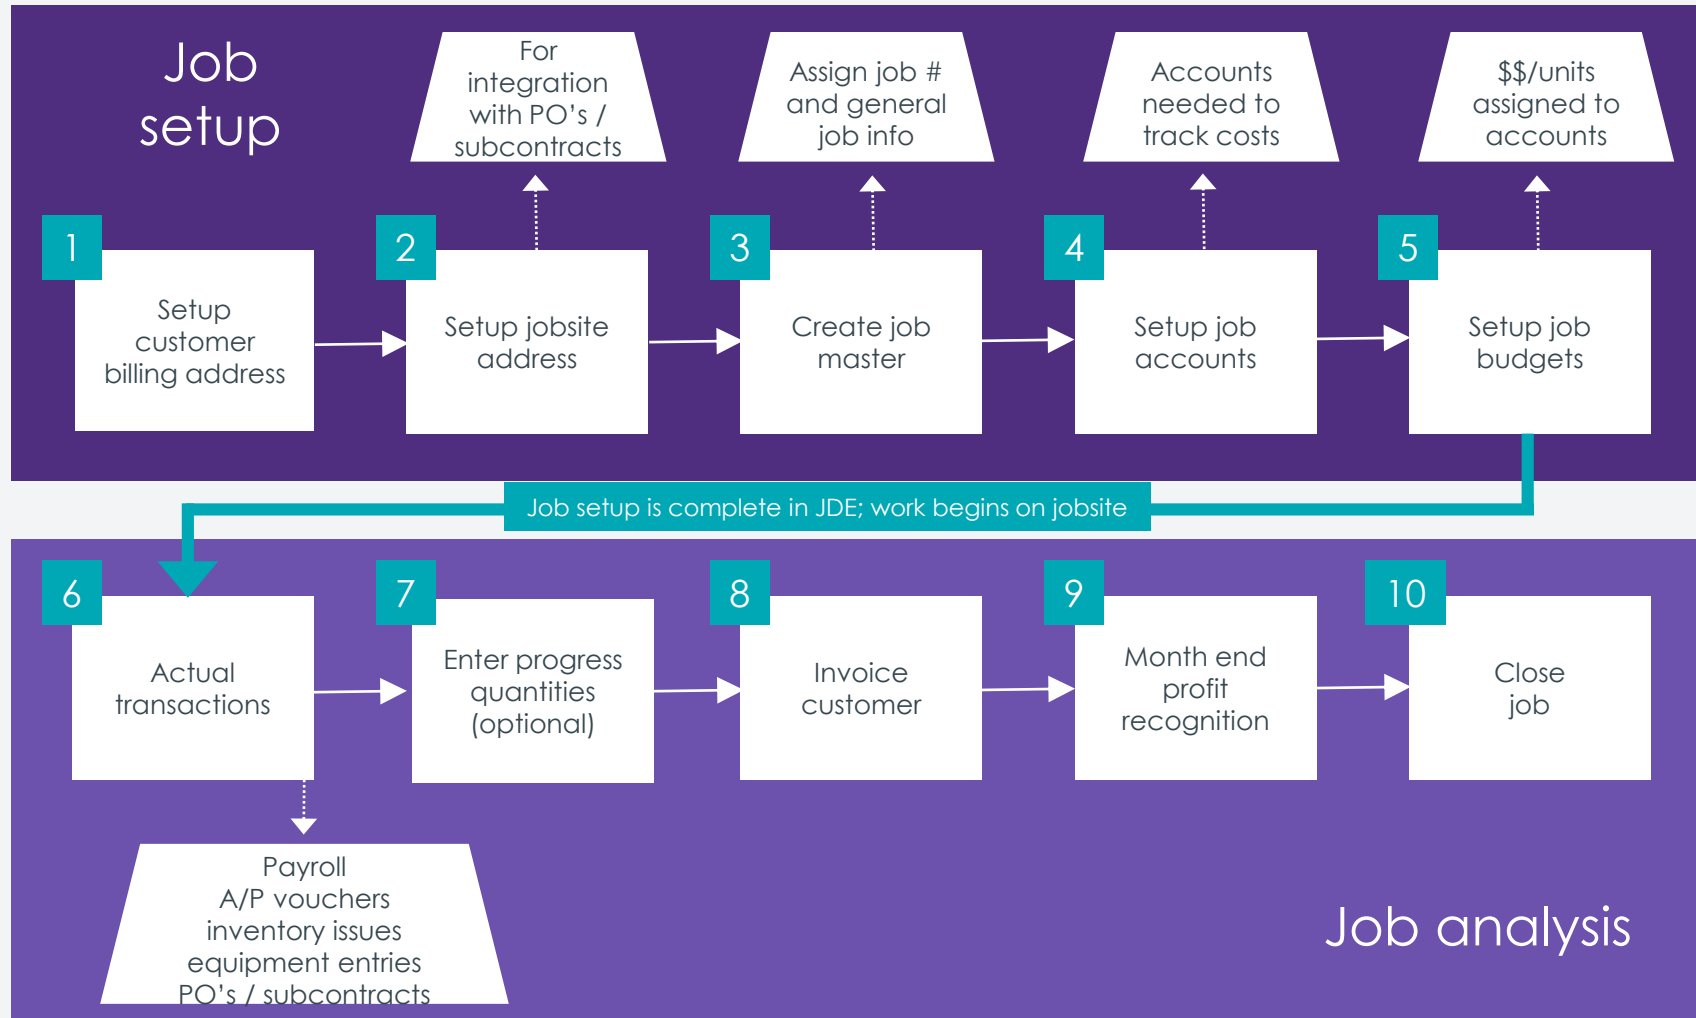 Job
setup
For
integration
with PO's /
subcontracts
Assign job #
and general
job info
Accounts
needed to
track costs
$$/units
assigned to
accounts
1
Setup
customer
billing address
2
Setup jobsite
address
3
Create job
master
4
Setup job
accounts
5
Setup job
budgets
Job setup is complete in JDE; work begins on jobsite
6
Actual
transactions
7
Enter progress
quantities
(optional)
8
Invoice
customer
9
Month end
profit
recognition
10
Close
job
Payroll
A/P vouchers
inventory issues
equipment entries
PO's / subcontracts
Job analysis